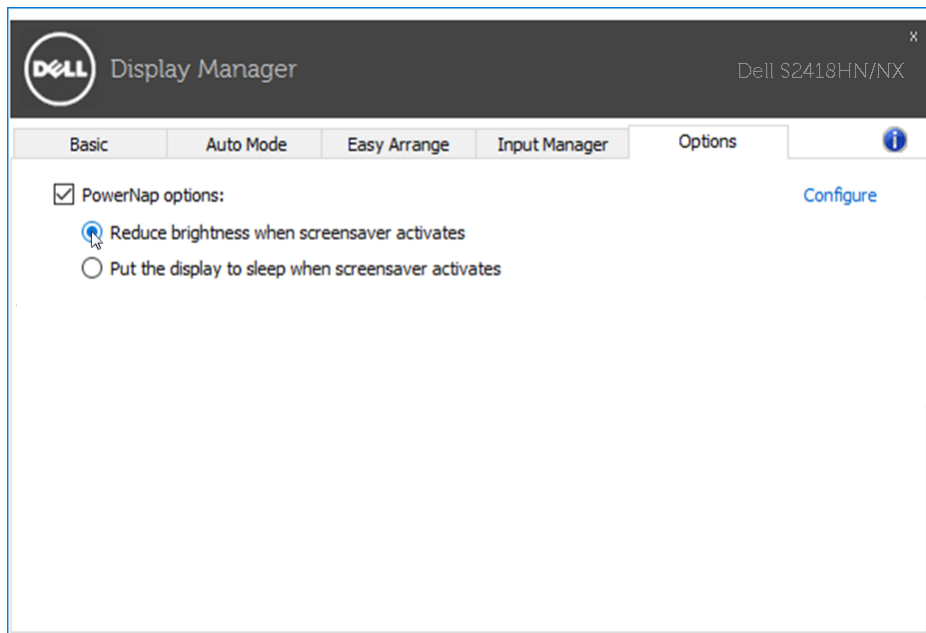 x
DELL Display Manager
Dell S2418HN/NX
Basic Auto Mode Easy Arrange Input Manager Options i
PowerNap options: Configure
Reduce brightness when screensaver activates
Put the display to sleep when screensaver activates